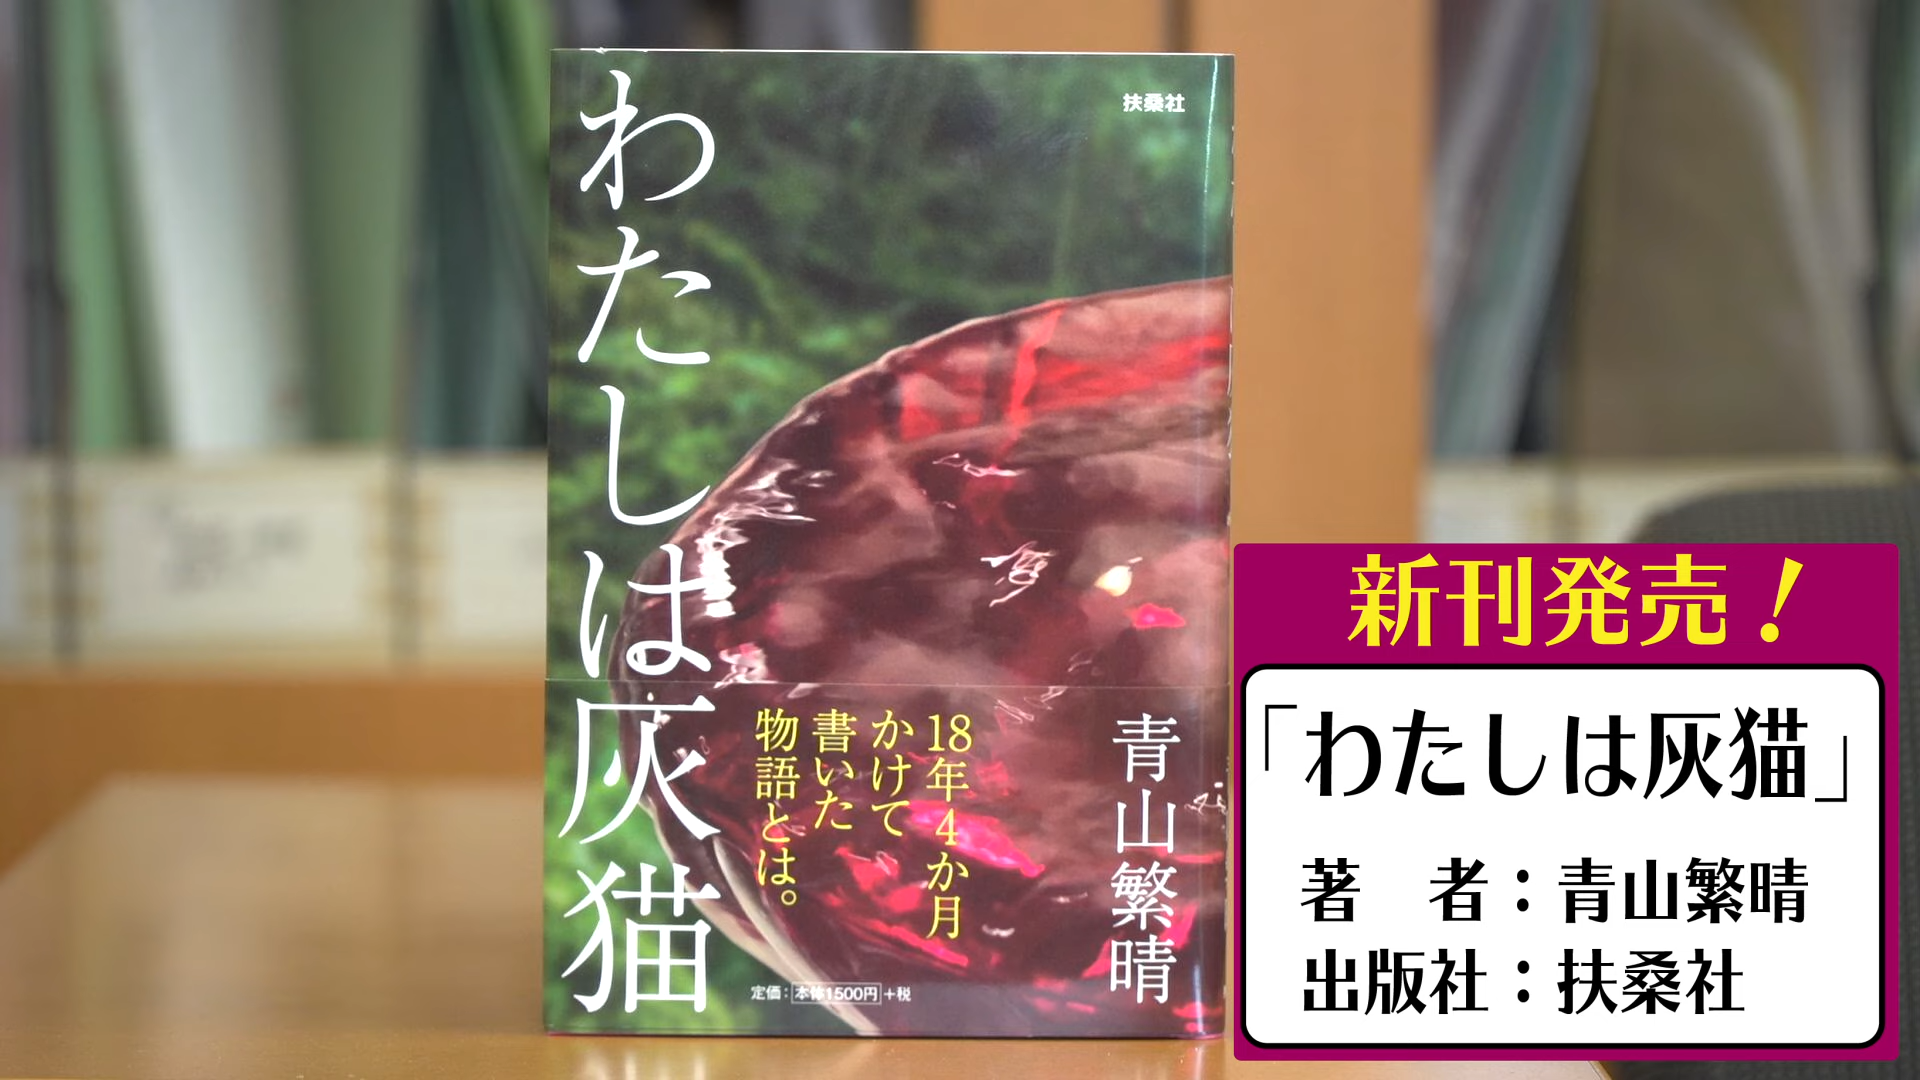 わたしは灰猫
扶桑社
青山繁晴
18年4か月
かけて
書いた
物語とは。
定価：本体1500円+税
新刊発売！
「わたしは灰猫」
著　者：青山繁晴
出版社：扶桑社